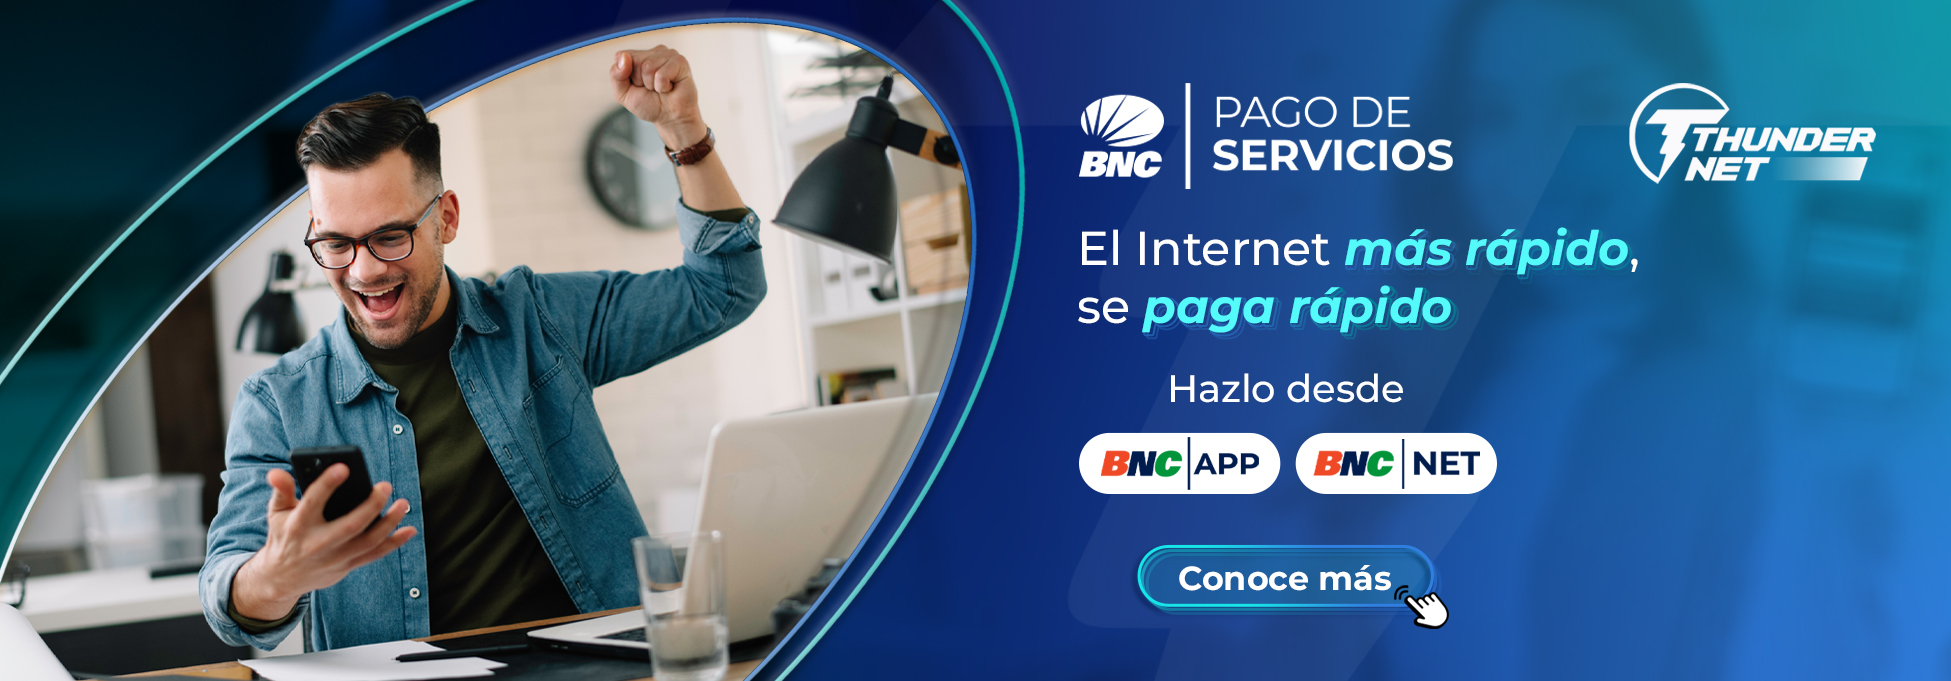 BNC
PAGO DE
SERVICIOS
THUNDER
NET
El Internet más rápido,
se paga rápido
Hazlo desde
BNC APP
BNC NET
Conoce más